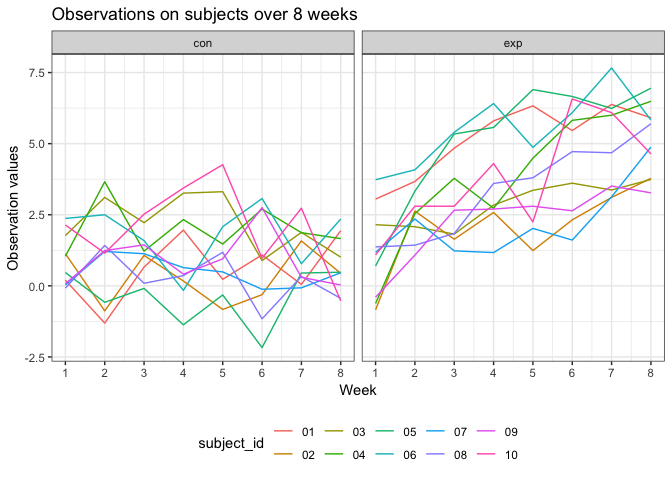 Observations on subjects over 8 weeks
con exp
7.5
5.0
2.5
0.0
-2.5
Observation values
1 2 3 4 5 6 7 8 1 2 3 4 5 6 7 8
Week
subject_id
01 03 05 07 09
02 04 06 08 10